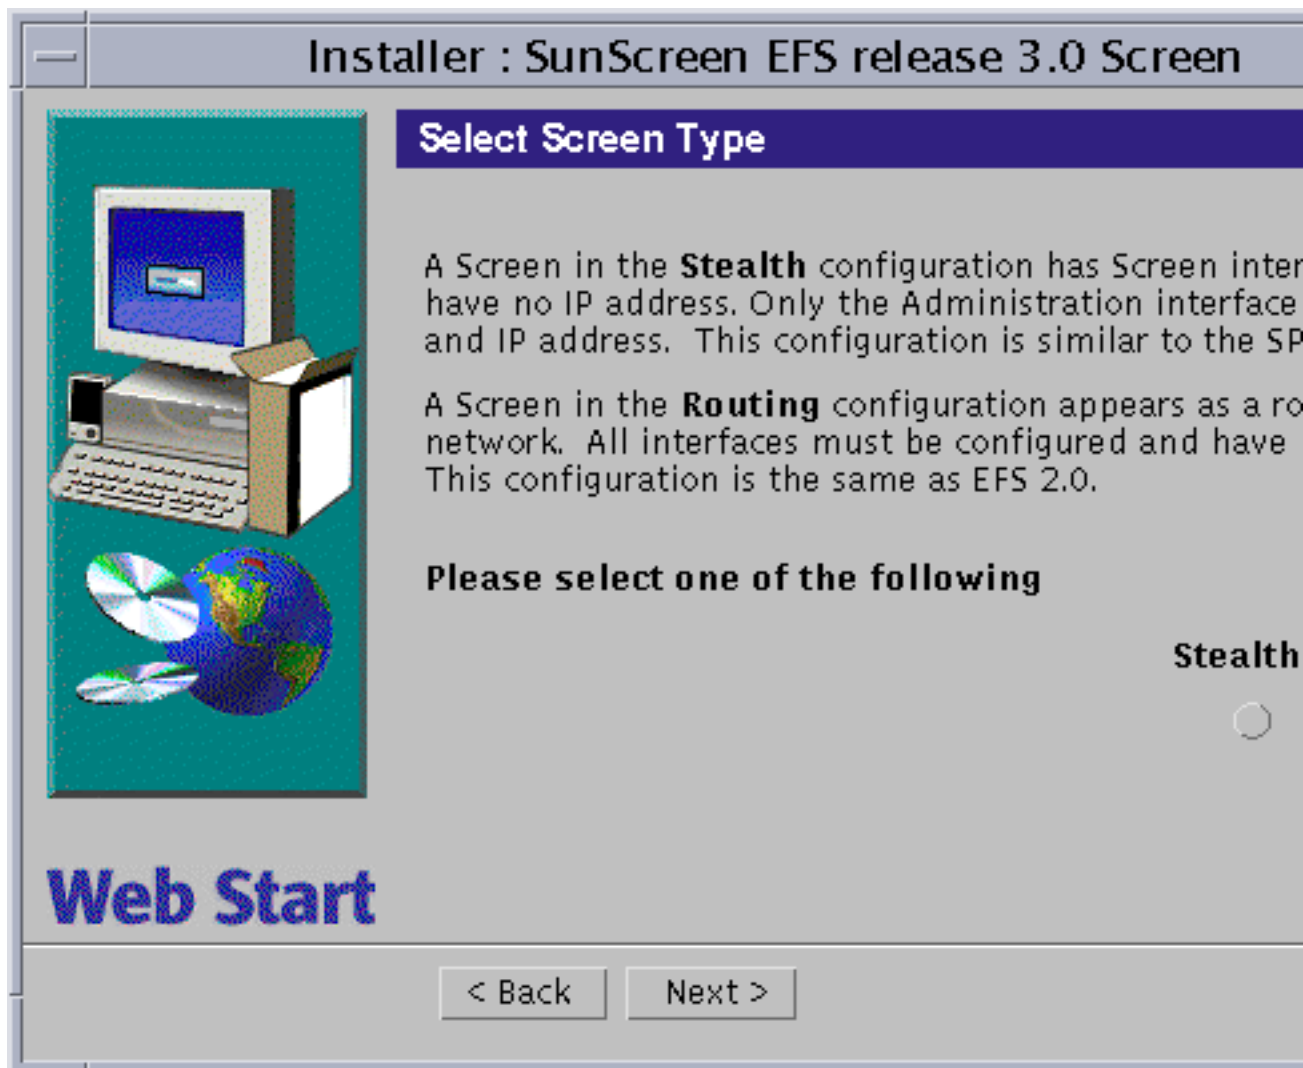 Installer : SunScreen EFS release 3.0 Screen
Select Screen Type
A Screen in the Stealth configuration has Screen inter
have no IP address. Only the Administration interface
and IP address.  This configuration is similar to the SP
A Screen in the Routing configuration appears as a ro
network.  All interfaces must be configured and have
This configuration is the same as EFS 2.0.
Please select one of the following
Stealth
Web Start
< Back
Next >